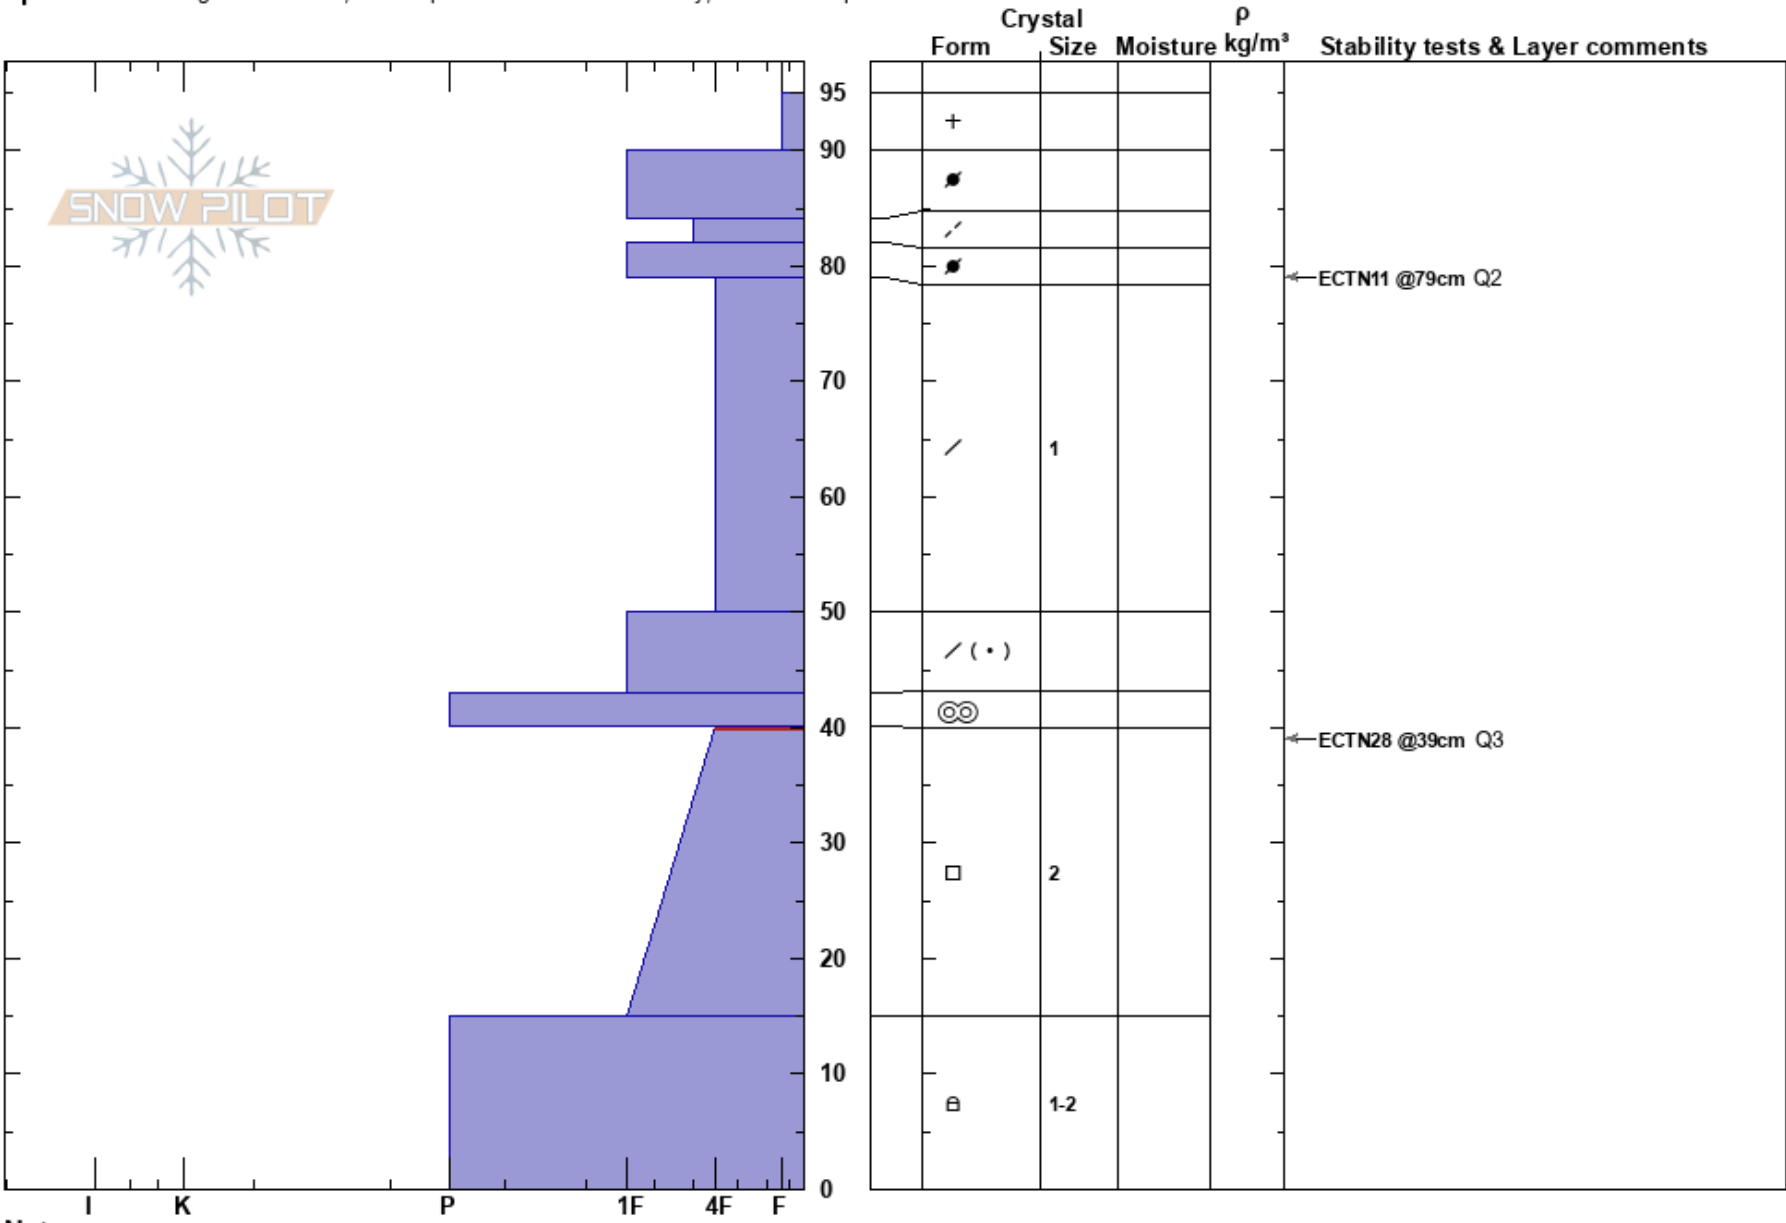 Crystal ρ
Form Size Moisture kg/m³ Stability tests & Layer comments
SNOW PILOT
95
90
80
ECTN11 @79cm Q2
70
1
60
50
( • )
40
ECTN28 @39cm Q3
30
2
20
10
1-2
0
I K P 1F 4F F